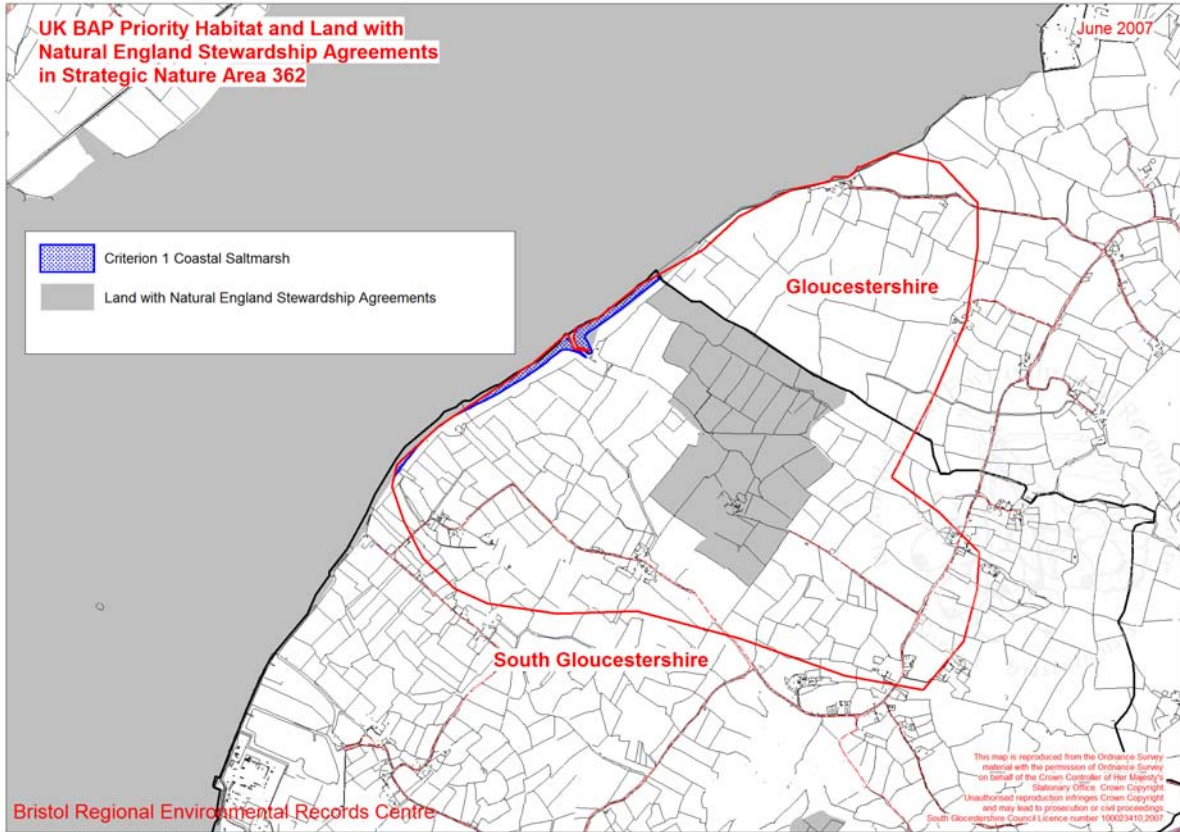 UK BAP Priority Habitat and Land with
Natural England Stewardship Agreements
in Strategic Nature Area 362
June 2007
Criterion 1 Coastal Saltmarsh
Land with Natural England Stewardship Agreements
Gloucestershire
South Gloucestershire
This map is reproduced from the Ordnance Survey
material with the permission of Ordnance Survey
on behalf of the Crown Controller of Her Majesty's
Stationary Office. Crown Copyright.
Unauthorised reproduction infringes Crown Copyright
and may lead to prosecution or civil proceedings
South Gloucestershire Council Licence number 100023410,2007
Bristol Regional Environmental Records Centre